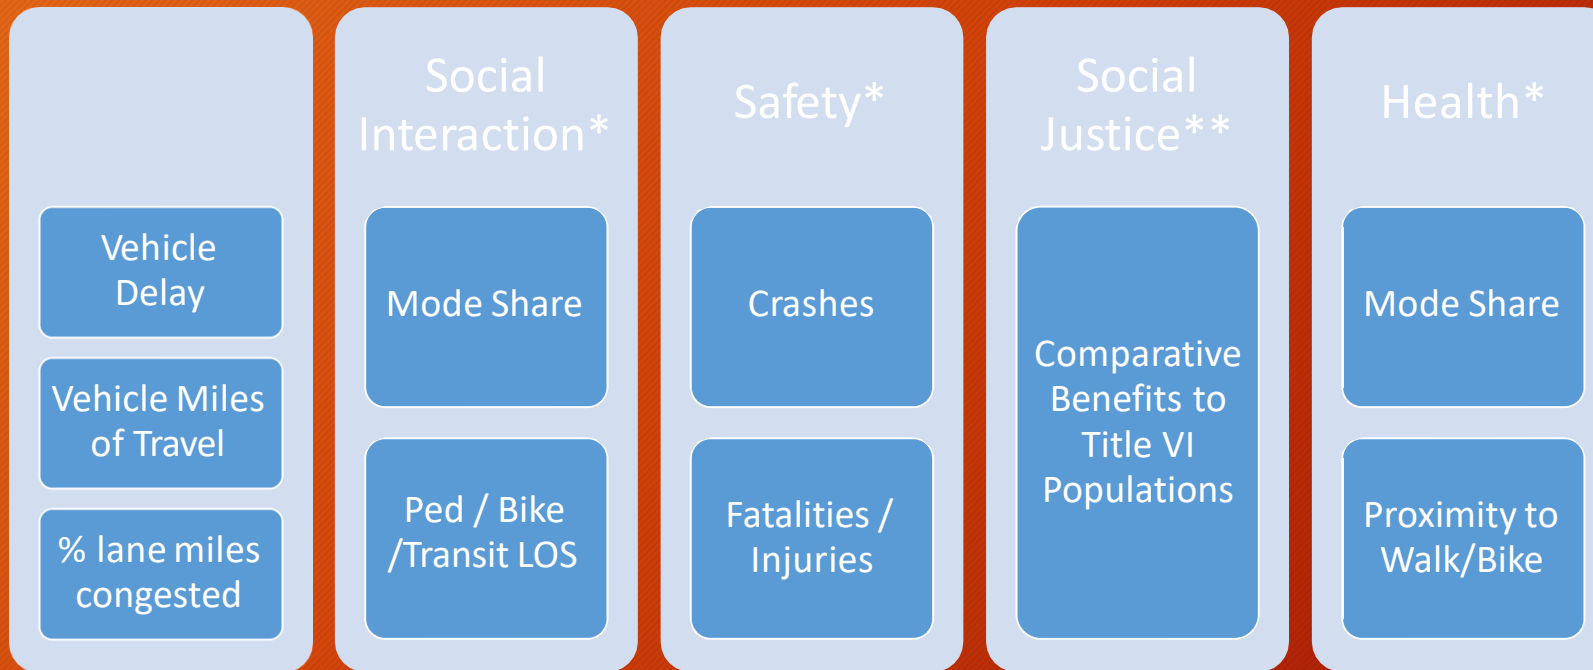 Vehicle
Delay
Vehicle Miles
of Travel
% lane miles
congested
Social
Interaction*
Mode Share
Ped / Bike
/Transit LOS
Safety*
Crashes
Fatalities /
Injuries
Social
Justice**
Comparative
Benefits to
Title VI
Populations
Health*
Mode Share
Proximity to
Walk/Bike